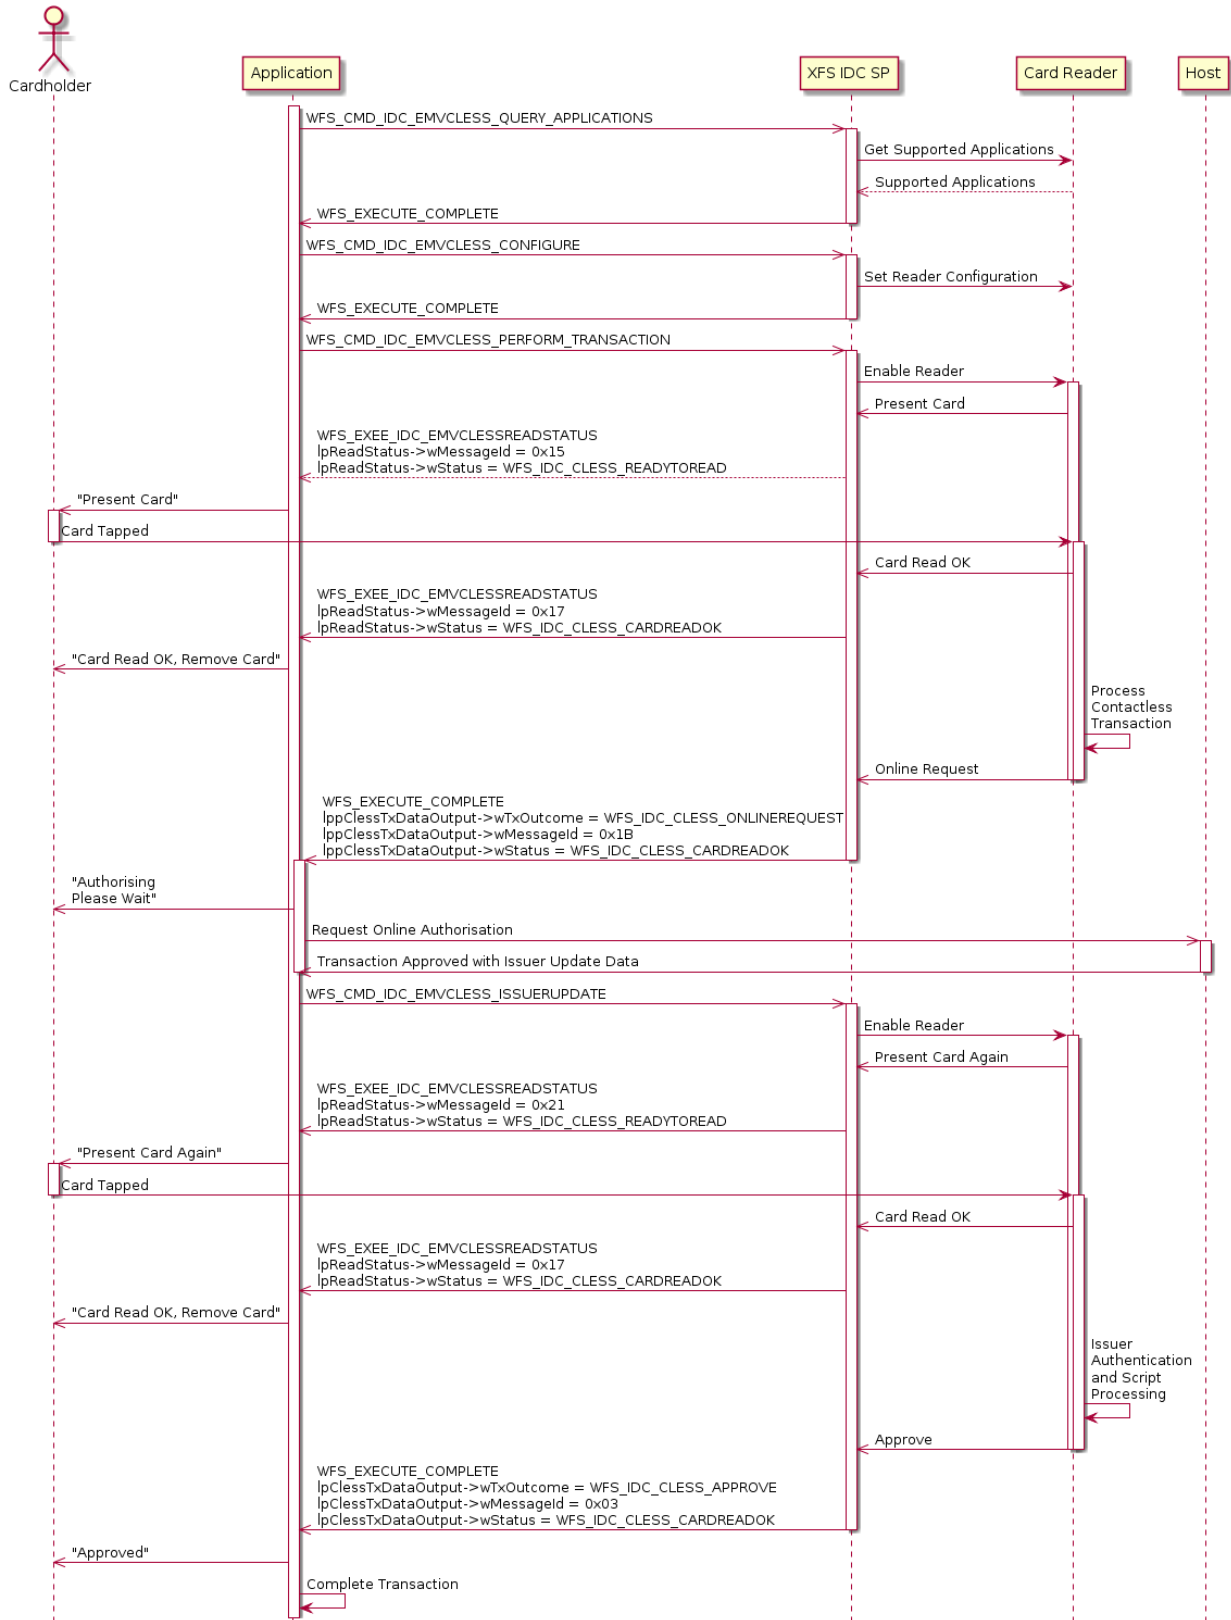 Cardholder
Application
XFS IDC SP
Card Reader
Host
WFS_CMD_IDC_EMVCLESS_QUERY_APPLICATIONS
Get Supported Applications
Supported Applications
WFS_EXECUTE_COMPLETE
WFS_CMD_IDC_EMVCLESS_CONFIGURE
Set Reader Configuration
WFS_EXECUTE_COMPLETE
WFS_CMD_IDC_EMVCLESS_PERFORM_TRANSACTION
Enable Reader
Present Card
WFS_EXEE_IDC_EMVCLESSREADSTATUS
lpReadStatus->wMessageId = 0x15
lpReadStatus->wStatus = WFS_IDC_CLESS_READYTOREAD
"Present Card"
Card Tapped
Card Read OK
WFS_EXEE_IDC_EMVCLESSREADSTATUS
lpReadStatus->wMessageId = 0x17
lpReadStatus->wStatus = WFS_IDC_CLESS_CARDREADOK
"Card Read OK, Remove Card"
Process
Contactless
Transaction
Online Request
WFS_EXECUTE_COMPLETE
lppClessTxDataOutput->wTxOutcome = WFS_IDC_CLESS_ONLINEREQUEST
lppClessTxDataOutput->wMessageId = 0x1B
lppClessTxDataOutput->wStatus = WFS_IDC_CLESS_CARDREADOK
"Authorising
Please Wait"
Request Online Authorisation
Transaction Approved with Issuer Update Data
WFS_CMD_IDC_EMVCLESS_ISSUERUPDATE
Enable Reader
Present Card Again
WFS_EXEE_IDC_EMVCLESSREADSTATUS
lpReadStatus->wMessageId = 0x21
lpReadStatus->wStatus = WFS_IDC_CLESS_READYTOREAD
"Present Card Again"
Card Tapped
Card Read OK
WFS_EXEE_IDC_EMVCLESSREADSTATUS
lpReadStatus->wMessageId = 0x17
lpReadStatus->wStatus = WFS_IDC_CLESS_CARDREADOK
"Card Read OK, Remove Card"
Issuer
Authentication
and Script
Processing
Approve
WFS_EXECUTE_COMPLETE
lpClessTxDataOutput->wTxOutcome = WFS_IDC_CLESS_APPROVE
lpClessTxDataOutput->wMessageId = 0x03
lpClessTxDataOutput->wStatus = WFS_IDC_CLESS_CARDREADOK
"Approved"
Complete Transaction